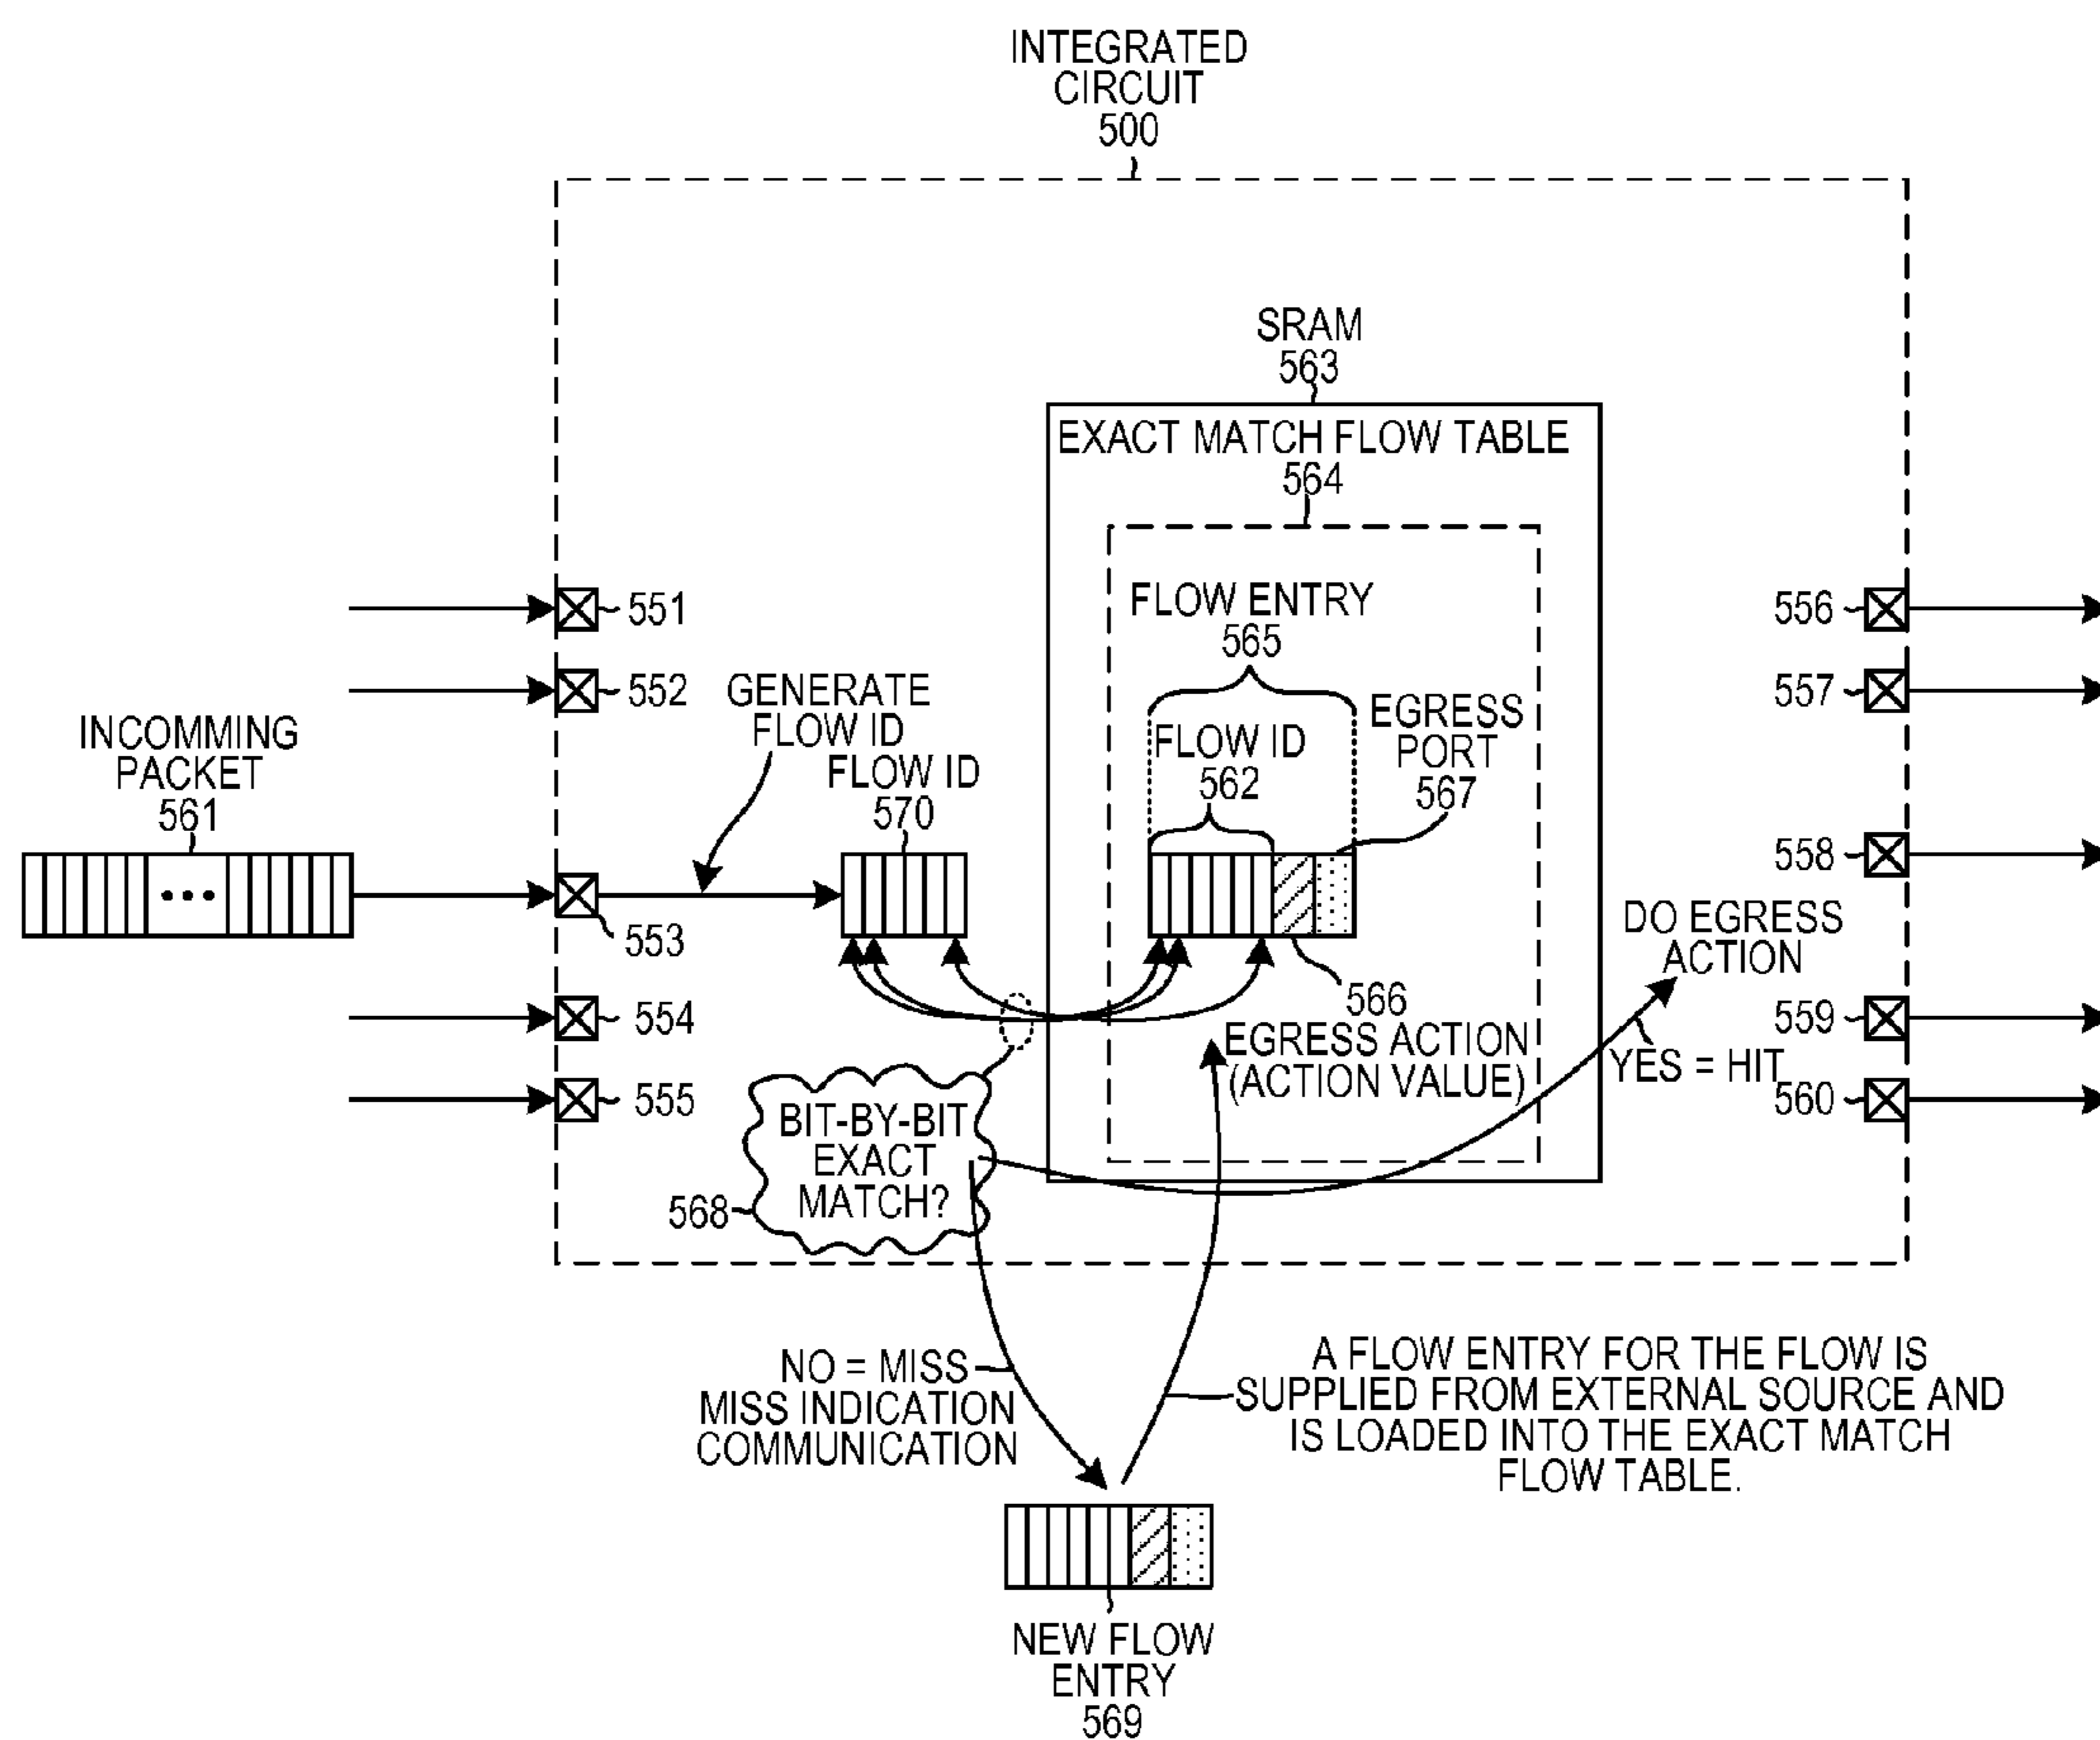 INTEGRATED
CIRCUIT
500
SRAM
563
EXACT MATCH FLOW TABLE
564
FLOW ENTRY
565
FLOW ID
562
EGRESS
PORT
567
551
552
553
554
555
556
557
558
559
560
INCOMMING
PACKET
561
GENERATE
FLOW ID
FLOW ID
570
566
EGRESS ACTION
(ACTION VALUE)
DO EGRESS
ACTION
YES = HIT
BIT-BY-BIT
EXACT
MATCH?
568
NO = MISS
MISS INDICATION
COMMUNICATION
A FLOW ENTRY FOR THE FLOW IS
SUPPLIED FROM EXTERNAL SOURCE AND
IS LOADED INTO THE EXACT MATCH
FLOW TABLE.
NEW FLOW
ENTRY
569